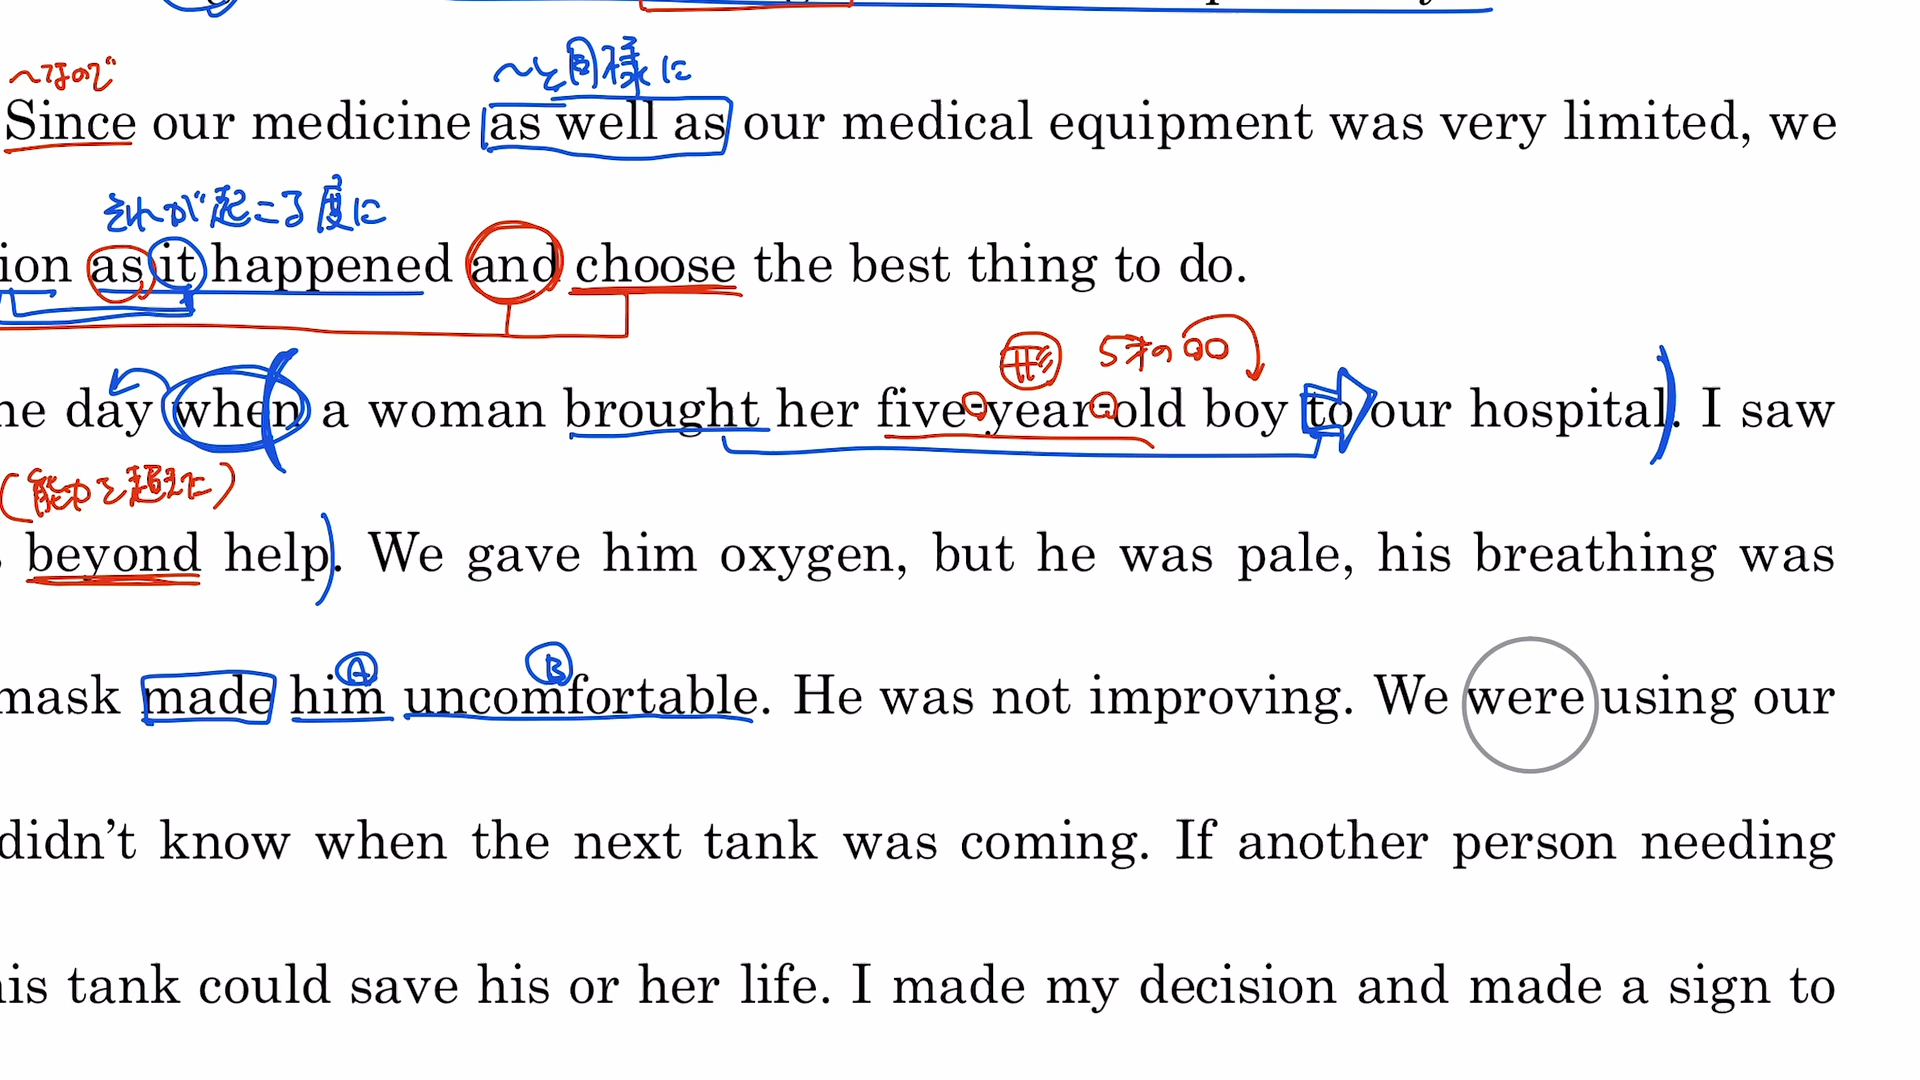 〜なので
〜と同様に
Since our medicine as well as our medical equipment was very limited, we
それが起こる度に
as it happened and choose the best thing to do.
形 5才の〇〇
day when a woman brought her five-year-old boy to our hospital. I saw
(能力を超えた)
beyond help. We gave him oxygen, but he was pale, his breathing was
A B
mask made him uncomfortable. He was not improving. We were using our
didn’t know when the next tank was coming. If another person needing
tank could save his or her life. I made my decision and made a sign to